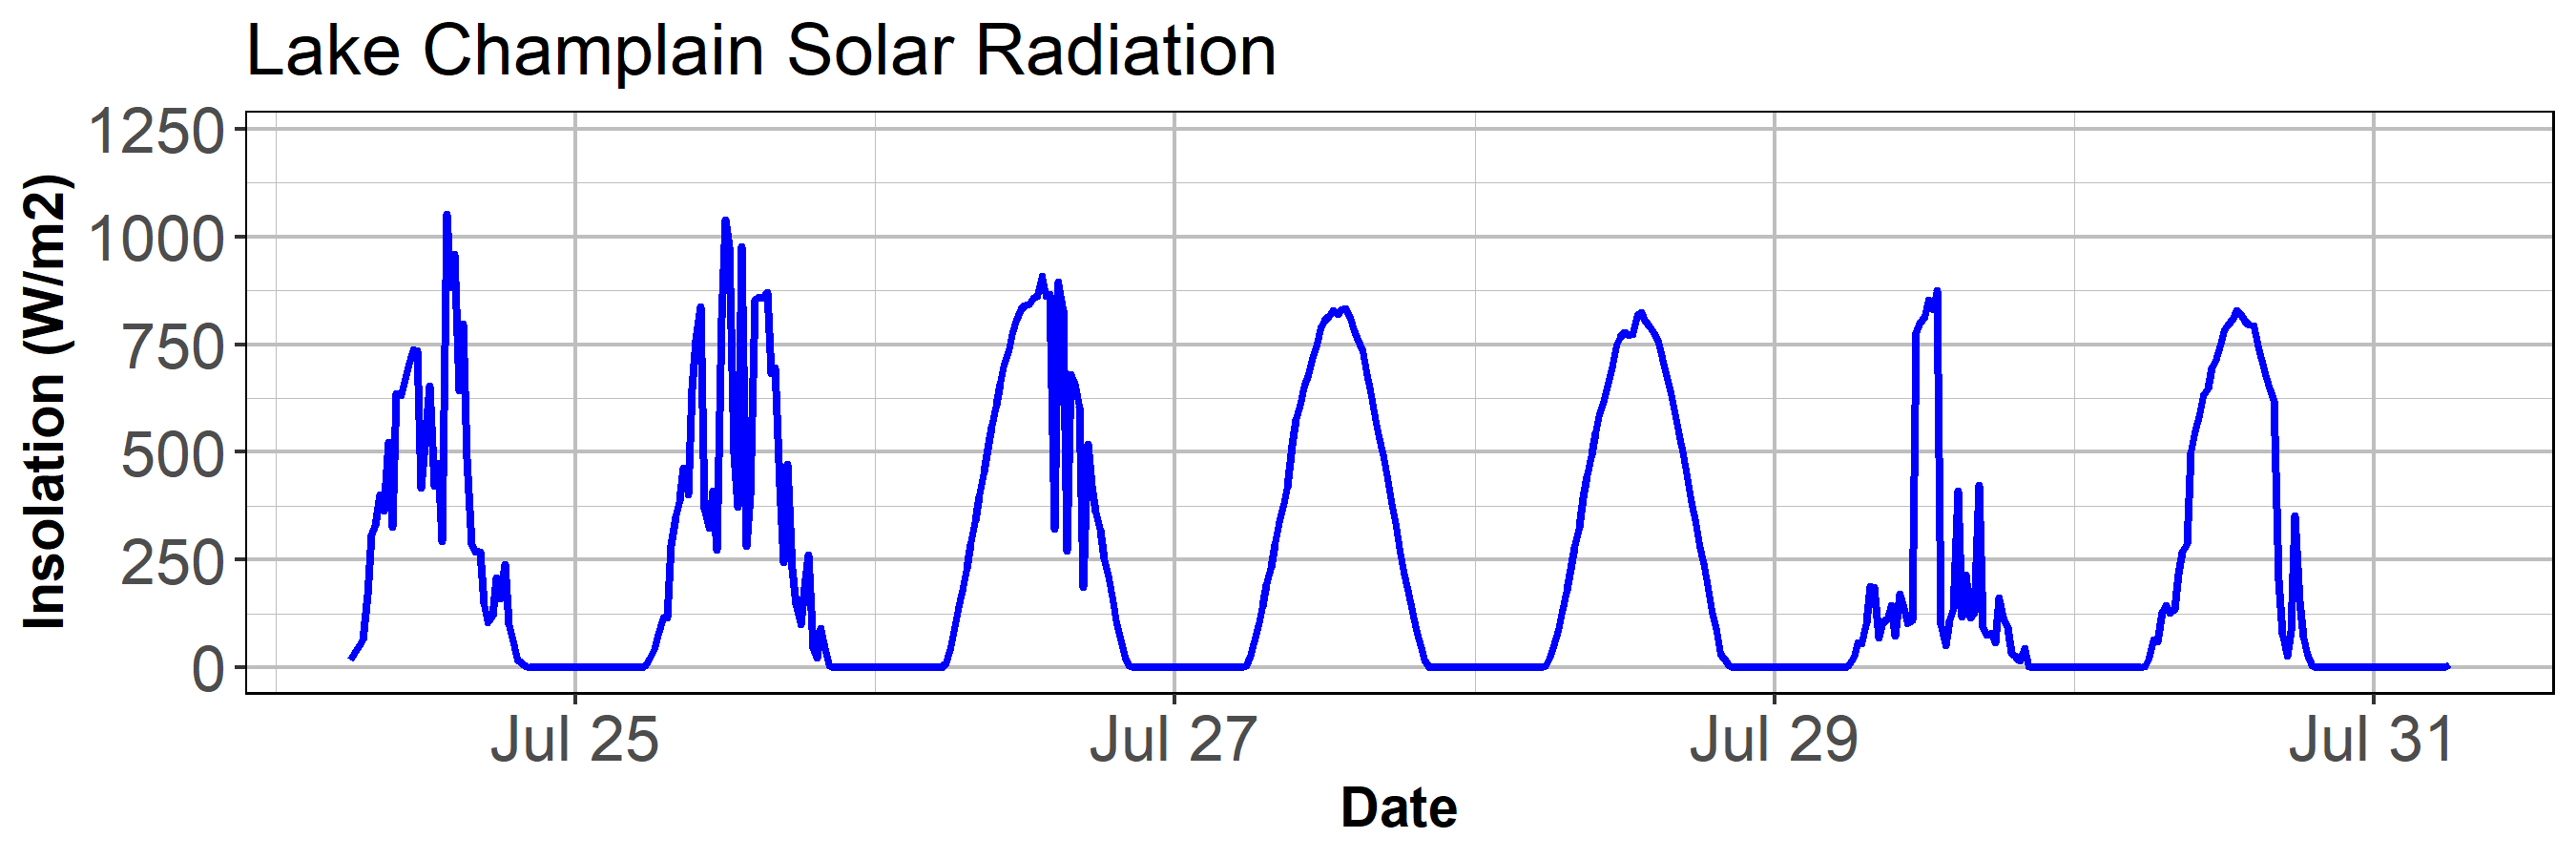 Lake Champlain Solar Radiation
Insolation (W/m2)
1250
1000
750
500
250
0
Jul 25
Jul 27
Jul 29
Jul 31
Date